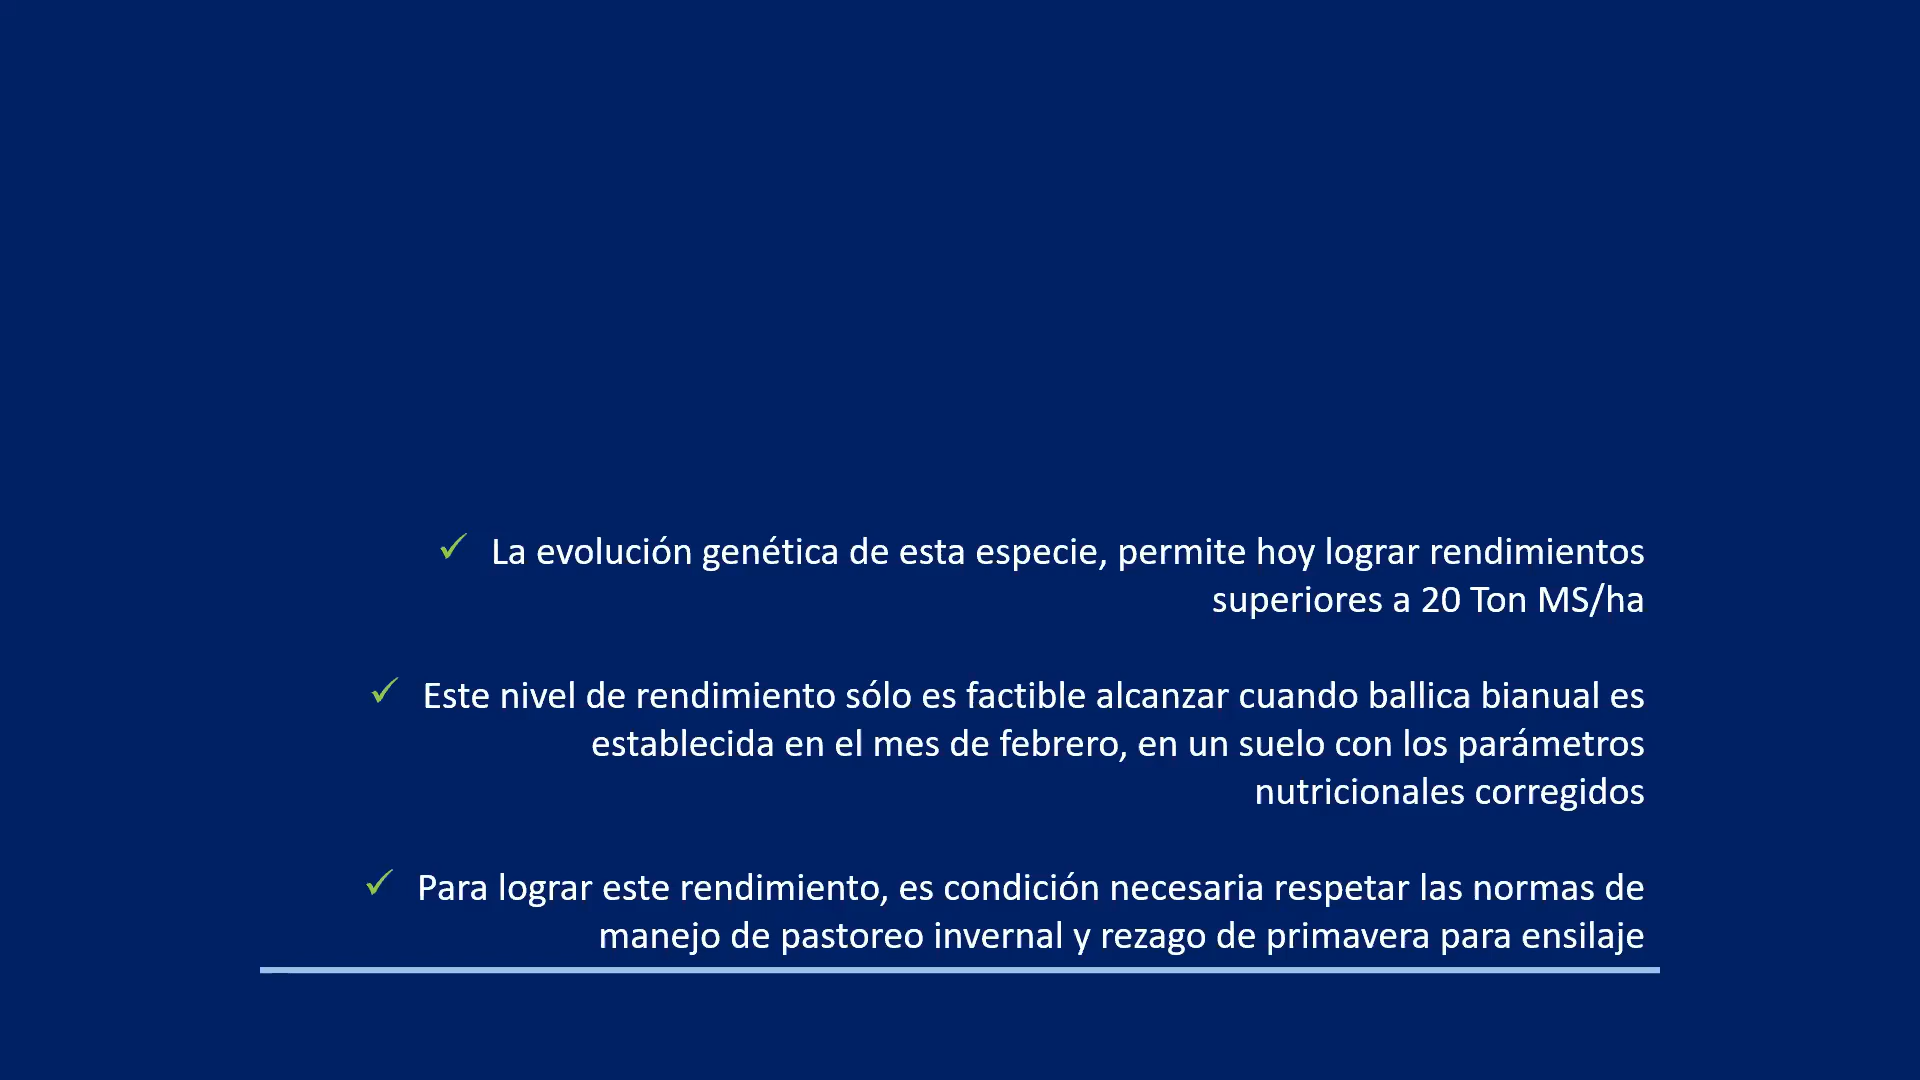 ✓ La evolución genética de esta especie, permite hoy lograr rendimientos
superiores a 20 Ton MS/ha
✓ Este nivel de rendimiento sólo es factible alcanzar cuando ballica bianual es
establecida en el mes de febrero, en un suelo con los parámetros
nutricionales corregidos
✓ Para lograr este rendimiento, es condición necesaria respetar las normas de
manejo de pastoreo invernal y rezago de primavera para ensilaje